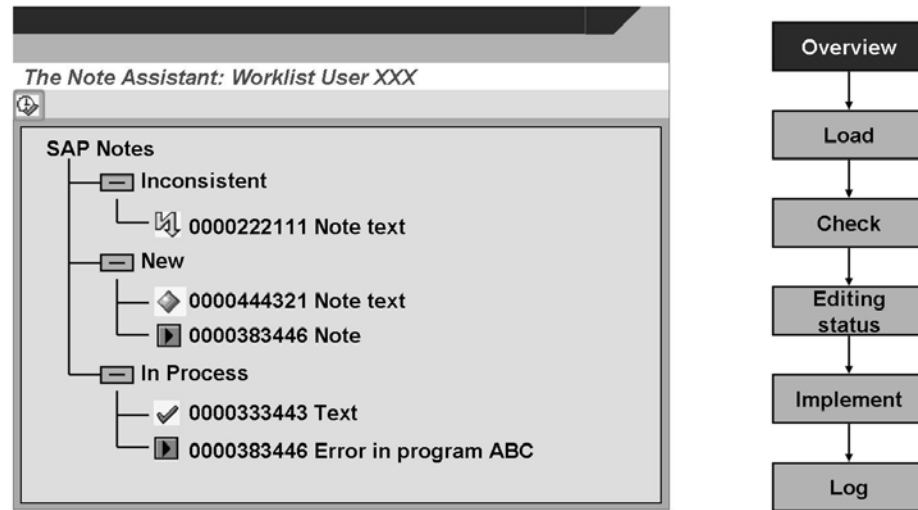 The Note Assistant: Worklist User XXX
SAP Notes
Inconsistent
0000222111 Note text
New
0000444321 Note text
0000383446 Note
In Process
0000333443 Text
0000383446 Error in program ABC
Overview
Load
Check
Editing
status
Implement
Log